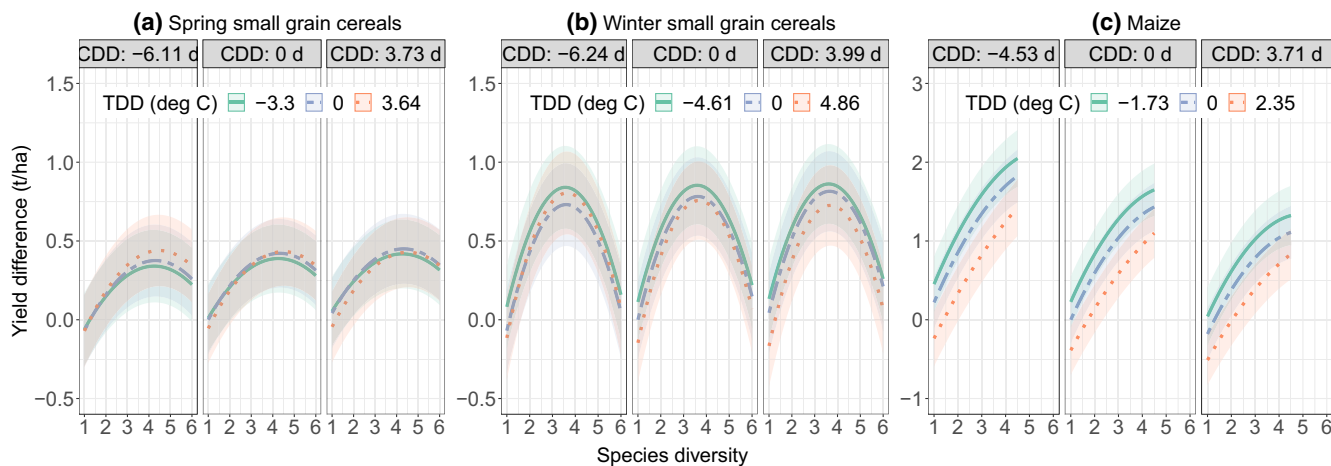 (a) Spring small grain cereals
(b) Winter small grain cereals
(c) Maize
CDD: −6.11 d
CDD: 0 d
CDD: 3.73 d
CDD: −6.24 d
CDD: 0 d
CDD: 3.99 d
CDD: −4.53 d
CDD: 0 d
CDD: 3.71 d
TDD (deg C) −3.3 0 3.64
TDD (deg C) −4.61 0 4.86
TDD (deg C) −1.73 0 2.35
Yield difference (t/ha)
1.5
1.0
0.5
0.0
−0.5
1.5
1.0
0.5
0.0
−0.5
3
2
1
0
−1
1 2 3 4 5 6
1 2 3 4 5 6
1 2 3 4 5 6
1 2 3 4 5 6
1 2 3 4 5 6
1 2 3 4 5 6
1 2 3 4 5 6
1 2 3 4 5 6
1 2 3 4 5 6
Species diversity